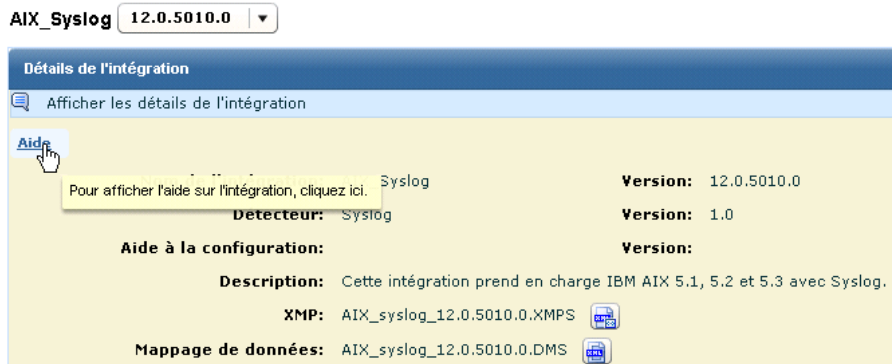 AIX_Syslog 12.0.5010.0
Détails de l'intégration
Afficher les détails de l'intégration
Aide
Syslog Version: 12.0.5010.0
Pour afficher l'aide sur l'intégration, cliquez ici.
Détecteur: Syslog Version: 1.0
Aide à la configuration: Version:
Description: Cette intégration prend en charge IBM AIX 5.1, 5.2 et 5.3 avec Syslog.
XMP: AIX_syslog_12.0.5010.0.XMPS
Mappage de données: AIX_syslog_12.0.5010.0.DMS